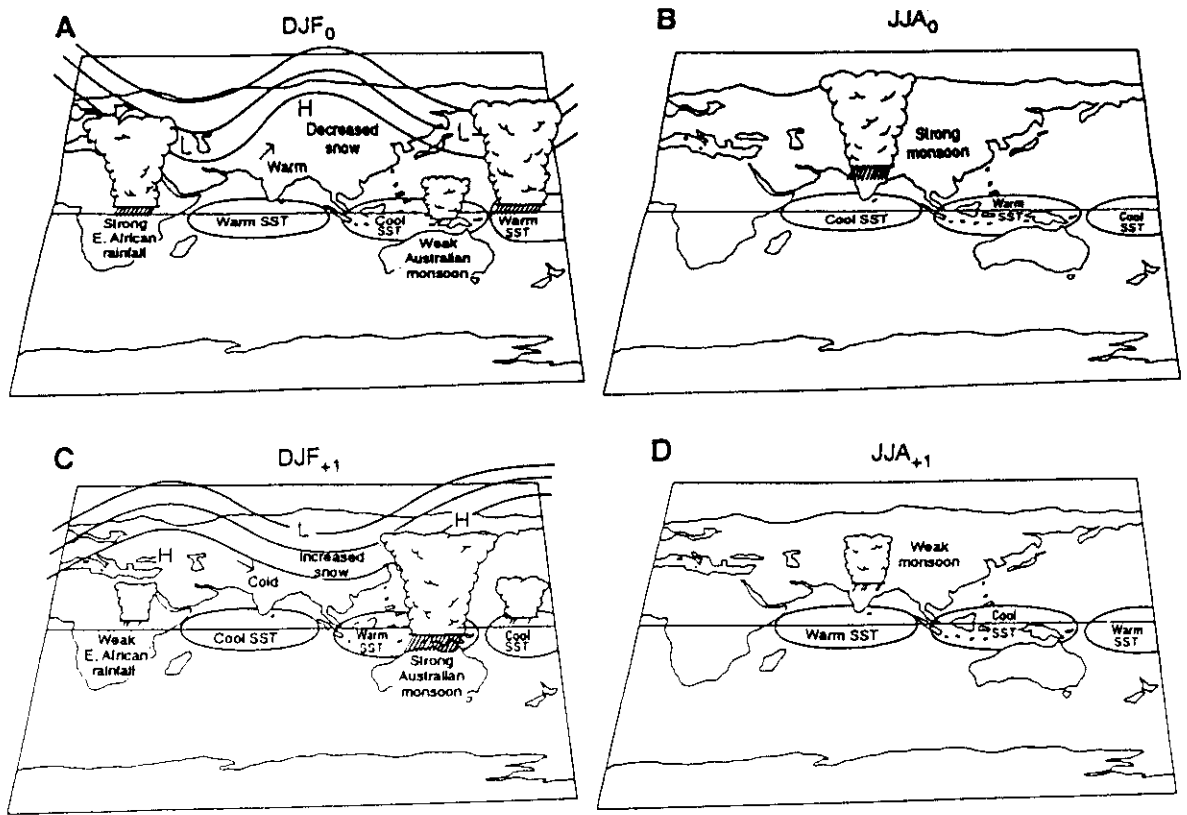 A
DJF0
H
Decreased
snow
L
L
Warm
Strong
E. African
rainfall
Warm SST
Cool
SST
Warm
SST
Weak
Australian
monsoon
B
JJA0
Strong
monsoon
Cool SST
Warm
SST
Cool
SST
C
DJF+1
L
H
H
Increased
snow
Cold
Weak
E. African
rainfall
Cool SST
Warm
SST
Cool
SST
Strong
Australian
monsoon
D
JJA+1
Weak
monsoon
Warm SST
Cool
SST
Warm
SST